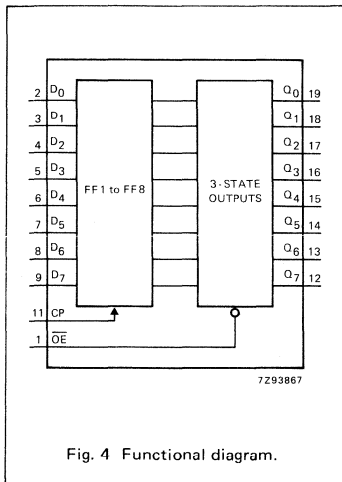 2 D0 Q0 19
3 D1 Q1 18
4 D2 Q2 17
5 D3 Q3 16
6 D4 Q4 15
7 D5 Q5 14
8 D6 Q6 13
9 D7 Q7 12
FF1 to FF8
3-STATE
OUTPUTS
11 CP
1 O̅E̅
7Z93867
Fig. 4 Functional diagram.